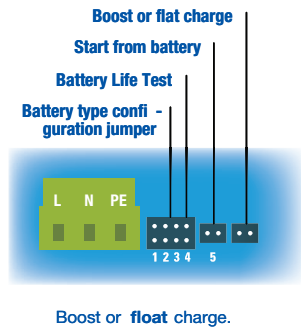 Boost or flat charge
Start from battery
Battery Life Test
Battery type confi -
guration jumper
L N PE
1 2 3 4 5
Boost or float charge.